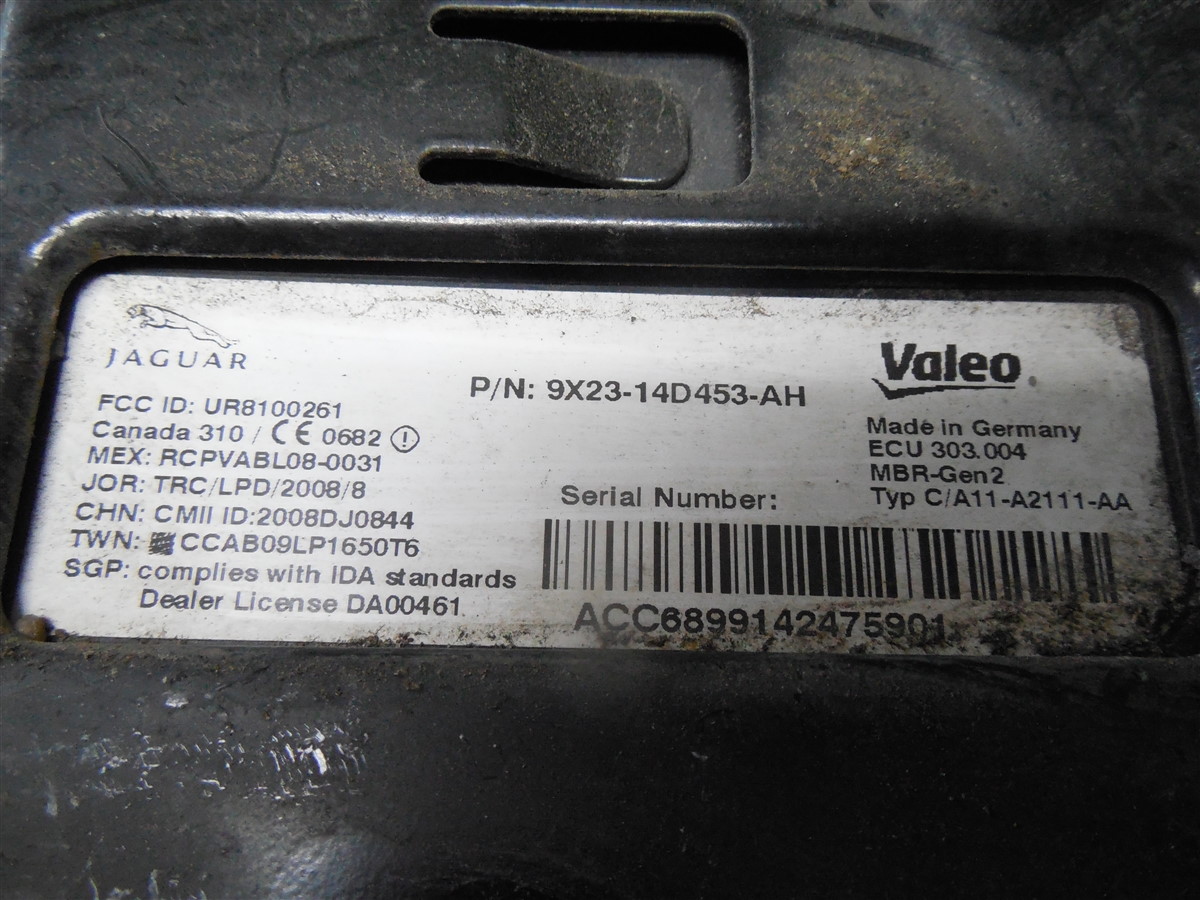 JAGUAR
FCC ID: UR8100261
Canada 310 / CE 0682
MEX: RCPVABL08-0031
JOR: TRC/LPD/2008/8
CHN: CMII ID:2008DJ0844
TWN: CCAB09LP1650T6
SGP: complies with IDA standards
Dealer License DA00461
P/N: 9X23-14D453-AH
Valeo
Made in Germany
ECU 303.004
MBR-Gen2
Typ C/A11-A2111-AA
Serial Number:
ACC6899142475901